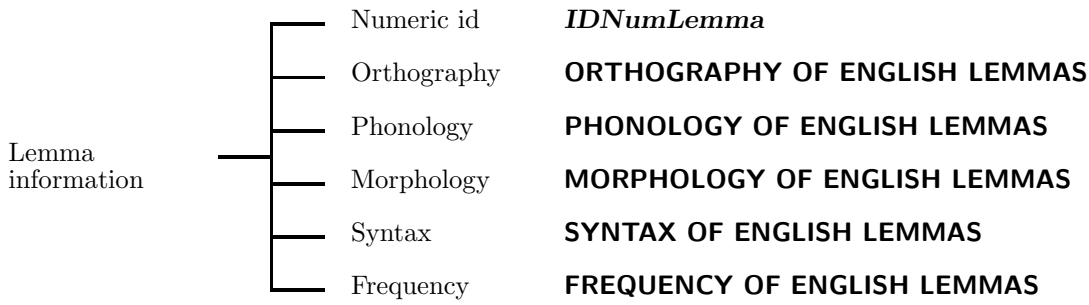 Numeric id IDNumLemma
Orthography ORTHOGRAPHY OF ENGLISH LEMMAS
Phonology PHONOLOGY OF ENGLISH LEMMAS
Lemma
information
Morphology MORPHOLOGY OF ENGLISH LEMMAS
Syntax SYNTAX OF ENGLISH LEMMAS
Frequency FREQUENCY OF ENGLISH LEMMAS